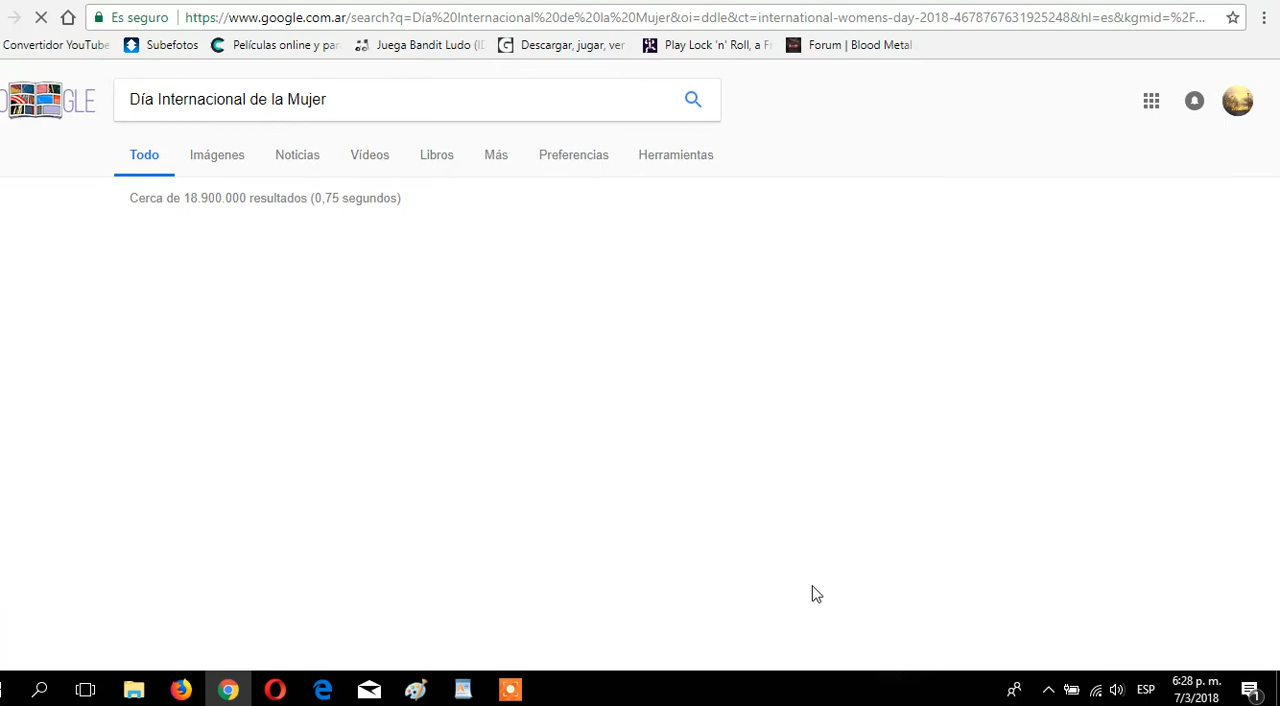 Es seguro https://www.google.com.ar/search?q=Día%20Internacional%20de%20la%20Mujer&oi=ddle&ct=international-womens-day-2018-4678767631925248&hl=es&kgmid=%2F...
Convertidor YouTube Subefotos Películas online y par Juega Bandit Ludo (ID Descargar, jugar, ver Play Lock 'n' Roll, a Fr Forum | Blood Metal
GLE Día Internacional de la Mujer
Todo Imágenes Noticias Vídeos Libros Más Preferencias Herramientas
Cerca de 18.900.000 resultados (0,75 segundos)
ESP 6:28 p. m.
7/3/2018 1